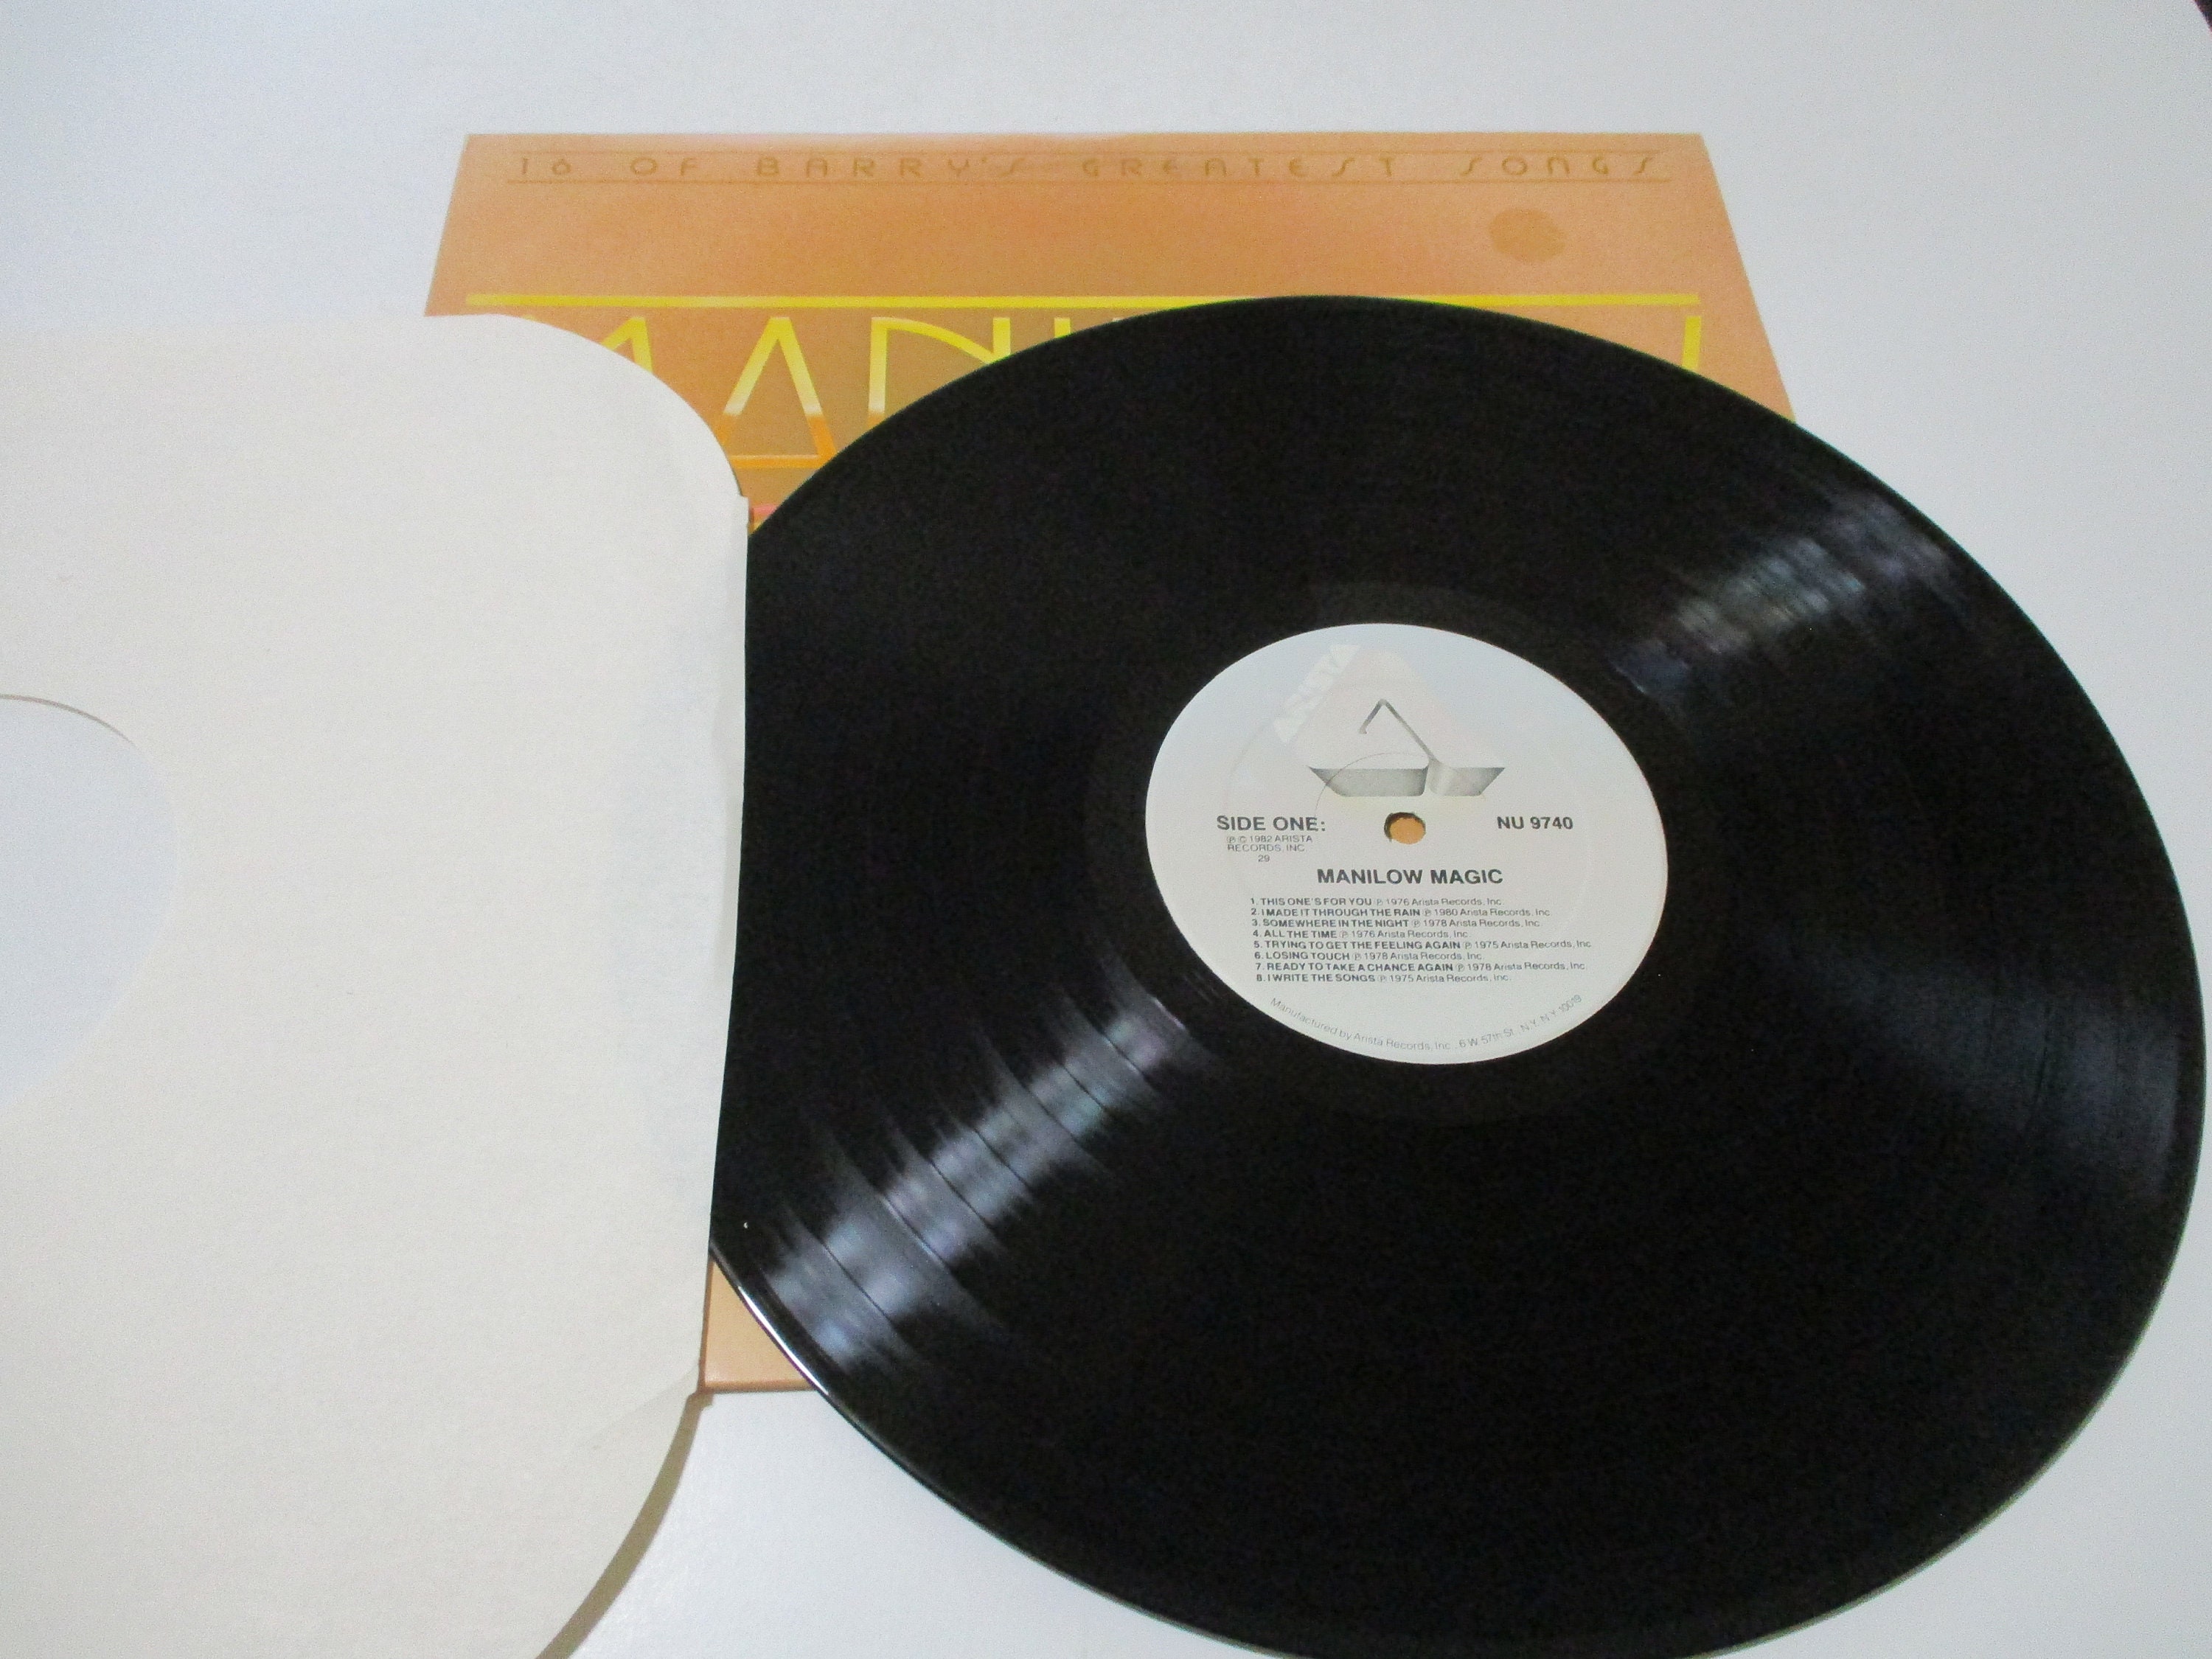 16 OF BARRY'S GREATEST SONGS
ARISTA
SIDE ONE:
NU 9740
℗ © 1982 ARISTA
RECORDS, INC.
29
MANILOW MAGIC
1. THIS ONE'S FOR YOU ℗ 1976 Arista Records, Inc.
2. I MADE IT THROUGH THE RAIN ℗ 1980 Arista Records, Inc.
3. SOMEWHERE IN THE NIGHT ℗ 1978 Arista Records, Inc.
4. ALL THE TIME ℗ 1976 Arista Records, Inc.
5. TRYING TO GET THE FEELING AGAIN ℗ 1975 Arista Records, Inc.
6. LOSING TOUCH ℗ 1978 Arista Records, Inc.
7. READY TO TAKE A CHANCE AGAIN ℗ 1978 Arista Records, Inc.
8. I WRITE THE SONGS ℗ 1975 Arista Records, Inc.
Manufactured by Arista Records, Inc., 6 W. 57th St., N.Y. N.Y. 10019